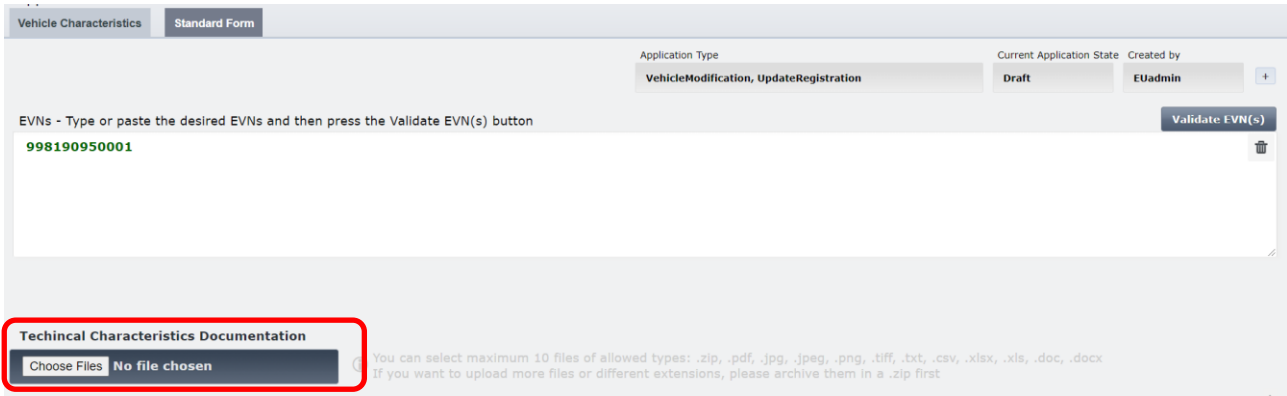 Vehicle Characteristics Standard Form
Application Type Current Application State Created by
VehicleModification, UpdateRegistration Draft EUadmin +
EVNs - Type or paste the desired EVNs and then press the Validate EVN(s) button Validate EVN(s)
998190950001
Techincal Characteristics Documentation
Choose Files No file chosen
You can select maximum 10 files of allowed types: .zip, .pdf, .jpg, .jpeg, .png, .tiff, .txt, .csv, .xlsx, .xls, .doc, .docx
If you want to upload more files or different extensions, please archive them in a .zip first